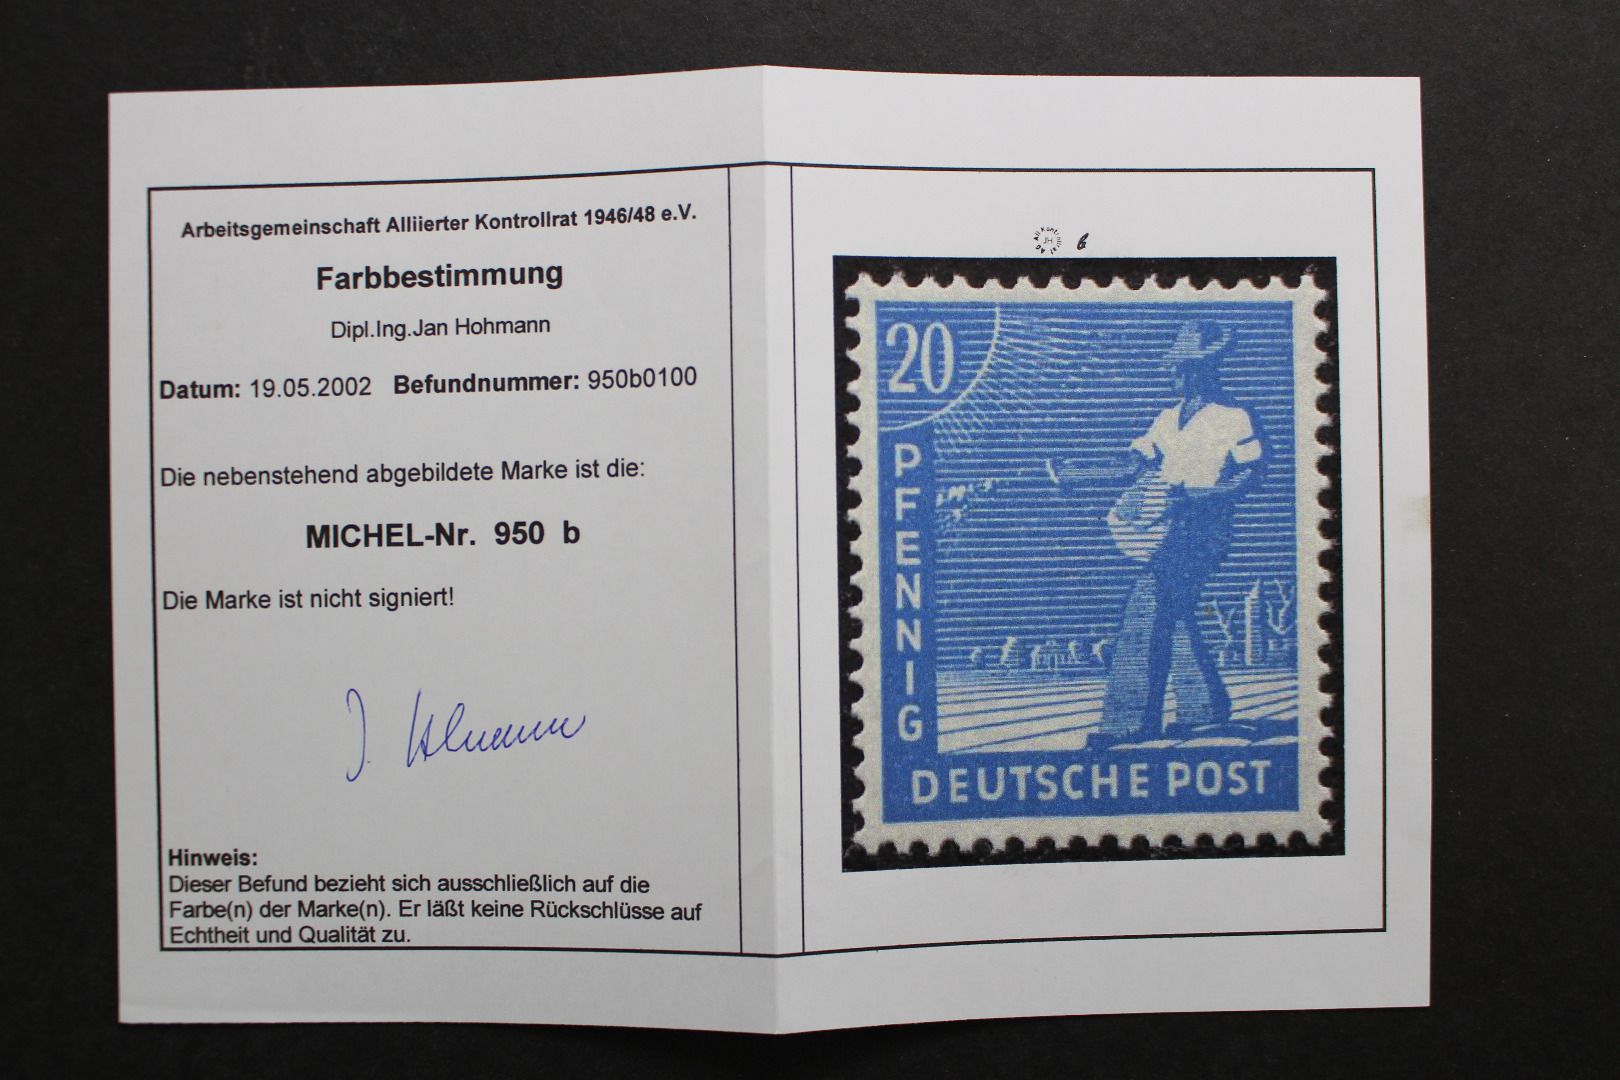 Arbeitsgemeinschaft Alliierter Kontrollrat 1946/48 e.V.
Farbbestimmung
Dipl.Ing.Jan Hohmann
Datum: 19.05.2002 Befundnummer: 950b0100
Die nebenstehend abgebildete Marke ist die:
MICHEL-Nr. 950 b
Die Marke ist nicht signiert!
J. Hohmann
Hinweis:
Dieser Befund bezieht sich ausschließlich auf die
Farbe(n) der Marke(n). Er läßt keine Rückschlüsse auf
Echtheit und Qualität zu.
JH
b
20
PFENNIG
DEUTSCHE POST